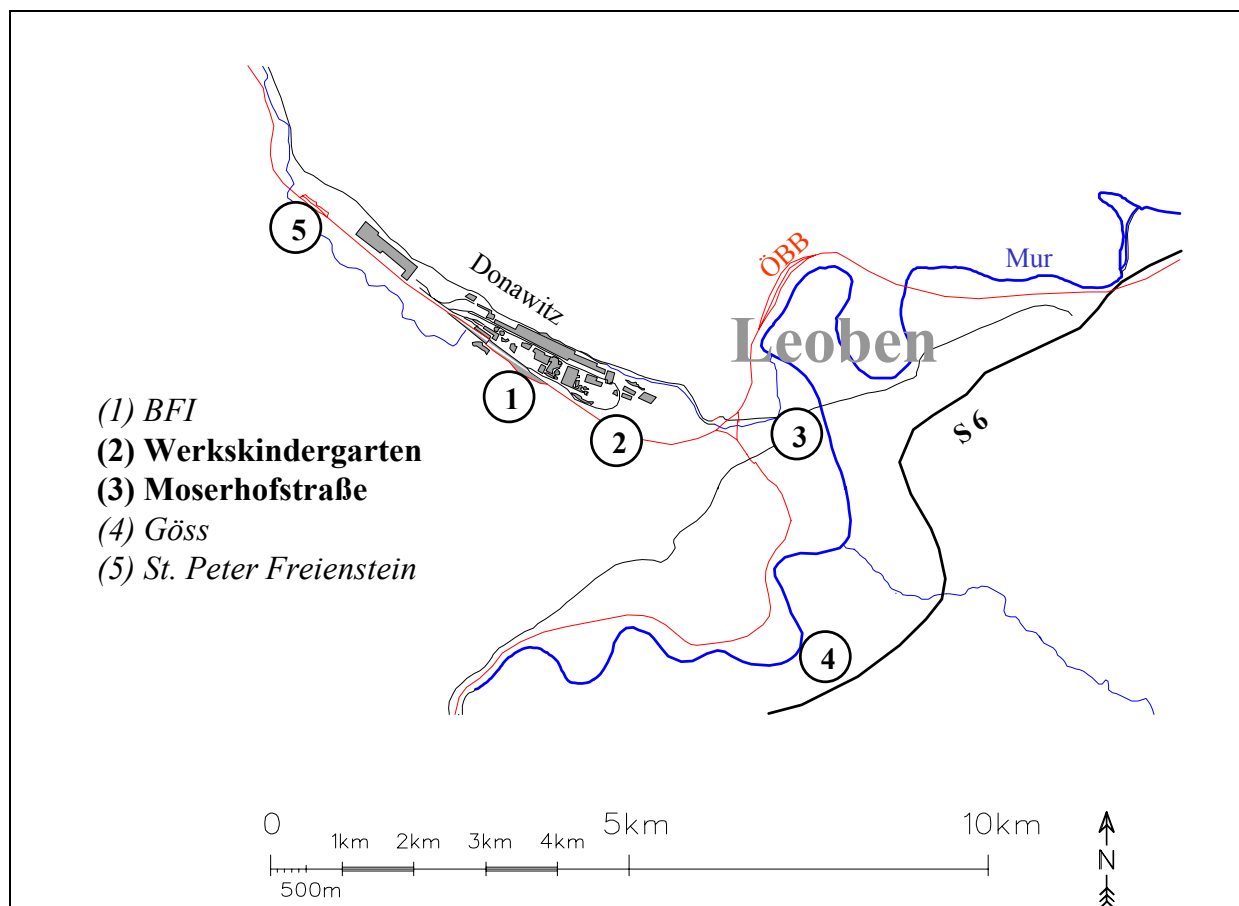 ÖBB
Mur
Donawitz
Leoben
S 6
5
1
2
3
4
(1) BFI
(2) Werkskindergarten
(3) Moserhofstraße
(4) Göss
(5) St. Peter Freienstein
0 1km 2km 3km 4km 5km 10km
500m
N